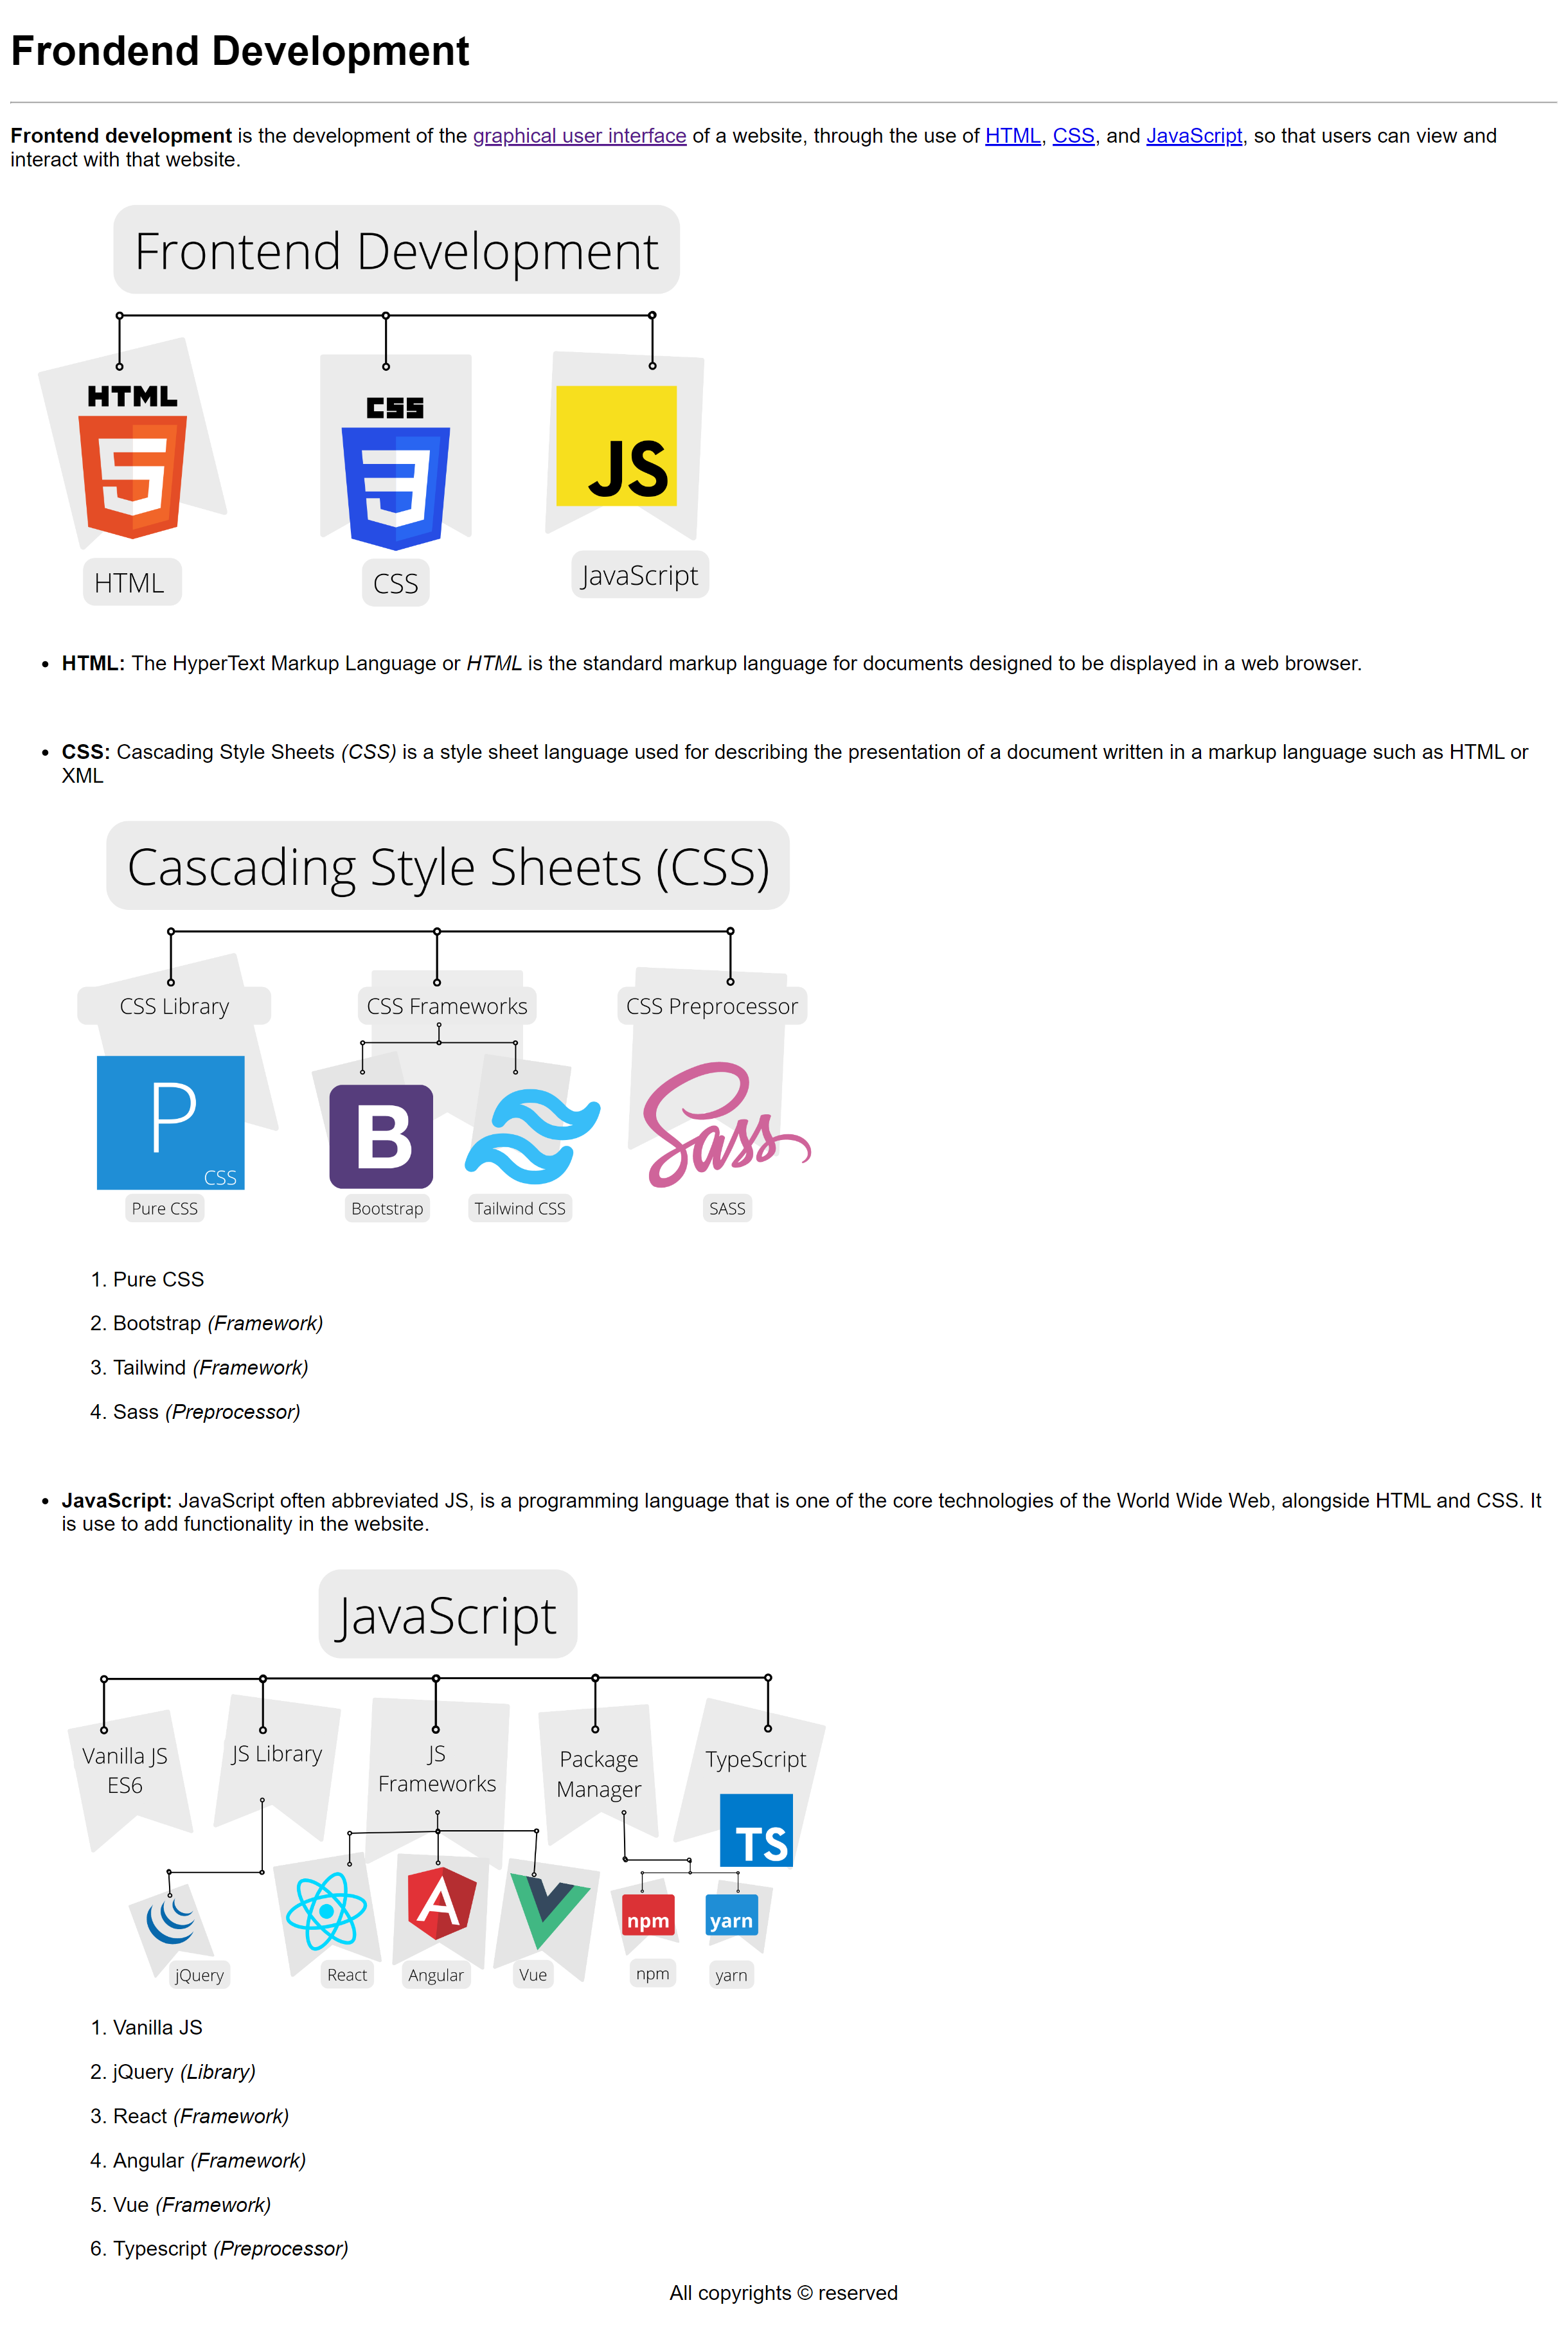 Frondend Development
Frontend development is the development of the graphical user interface of a website, through the use of HTML, CSS, and JavaScript, so that users can view and
interact with that website.
Frontend Development
HTML
CSS
JS
HTML
CSS
JavaScript
• HTML: The HyperText Markup Language or HTML is the standard markup language for documents designed to be displayed in a web browser.
• CSS: Cascading Style Sheets (CSS) is a style sheet language used for describing the presentation of a document written in a markup language such as HTML or
XML
Cascading Style Sheets (CSS)
CSS Library
CSS Frameworks
CSS Preprocessor
P
CSS
B
Sass
Pure CSS
Bootstrap
Tailwind CSS
SASS
1. Pure CSS
2. Bootstrap (Framework)
3. Tailwind (Framework)
4. Sass (Preprocessor)
• JavaScript: JavaScript often abbreviated JS, is a programming language that is one of the core technologies of the World Wide Web, alongside HTML and CSS. It
is use to add functionality in the website.
JavaScript
Vanilla JS
ES6
JS Library
JS
Frameworks
Package
Manager
TypeScript
TS
A
npm
yarn
jQuery
React
Angular
Vue
npm
yarn
1. Vanilla JS
2. jQuery (Library)
3. React (Framework)
4. Angular (Framework)
5. Vue (Framework)
6. Typescript (Preprocessor)
All copyrights © reserved